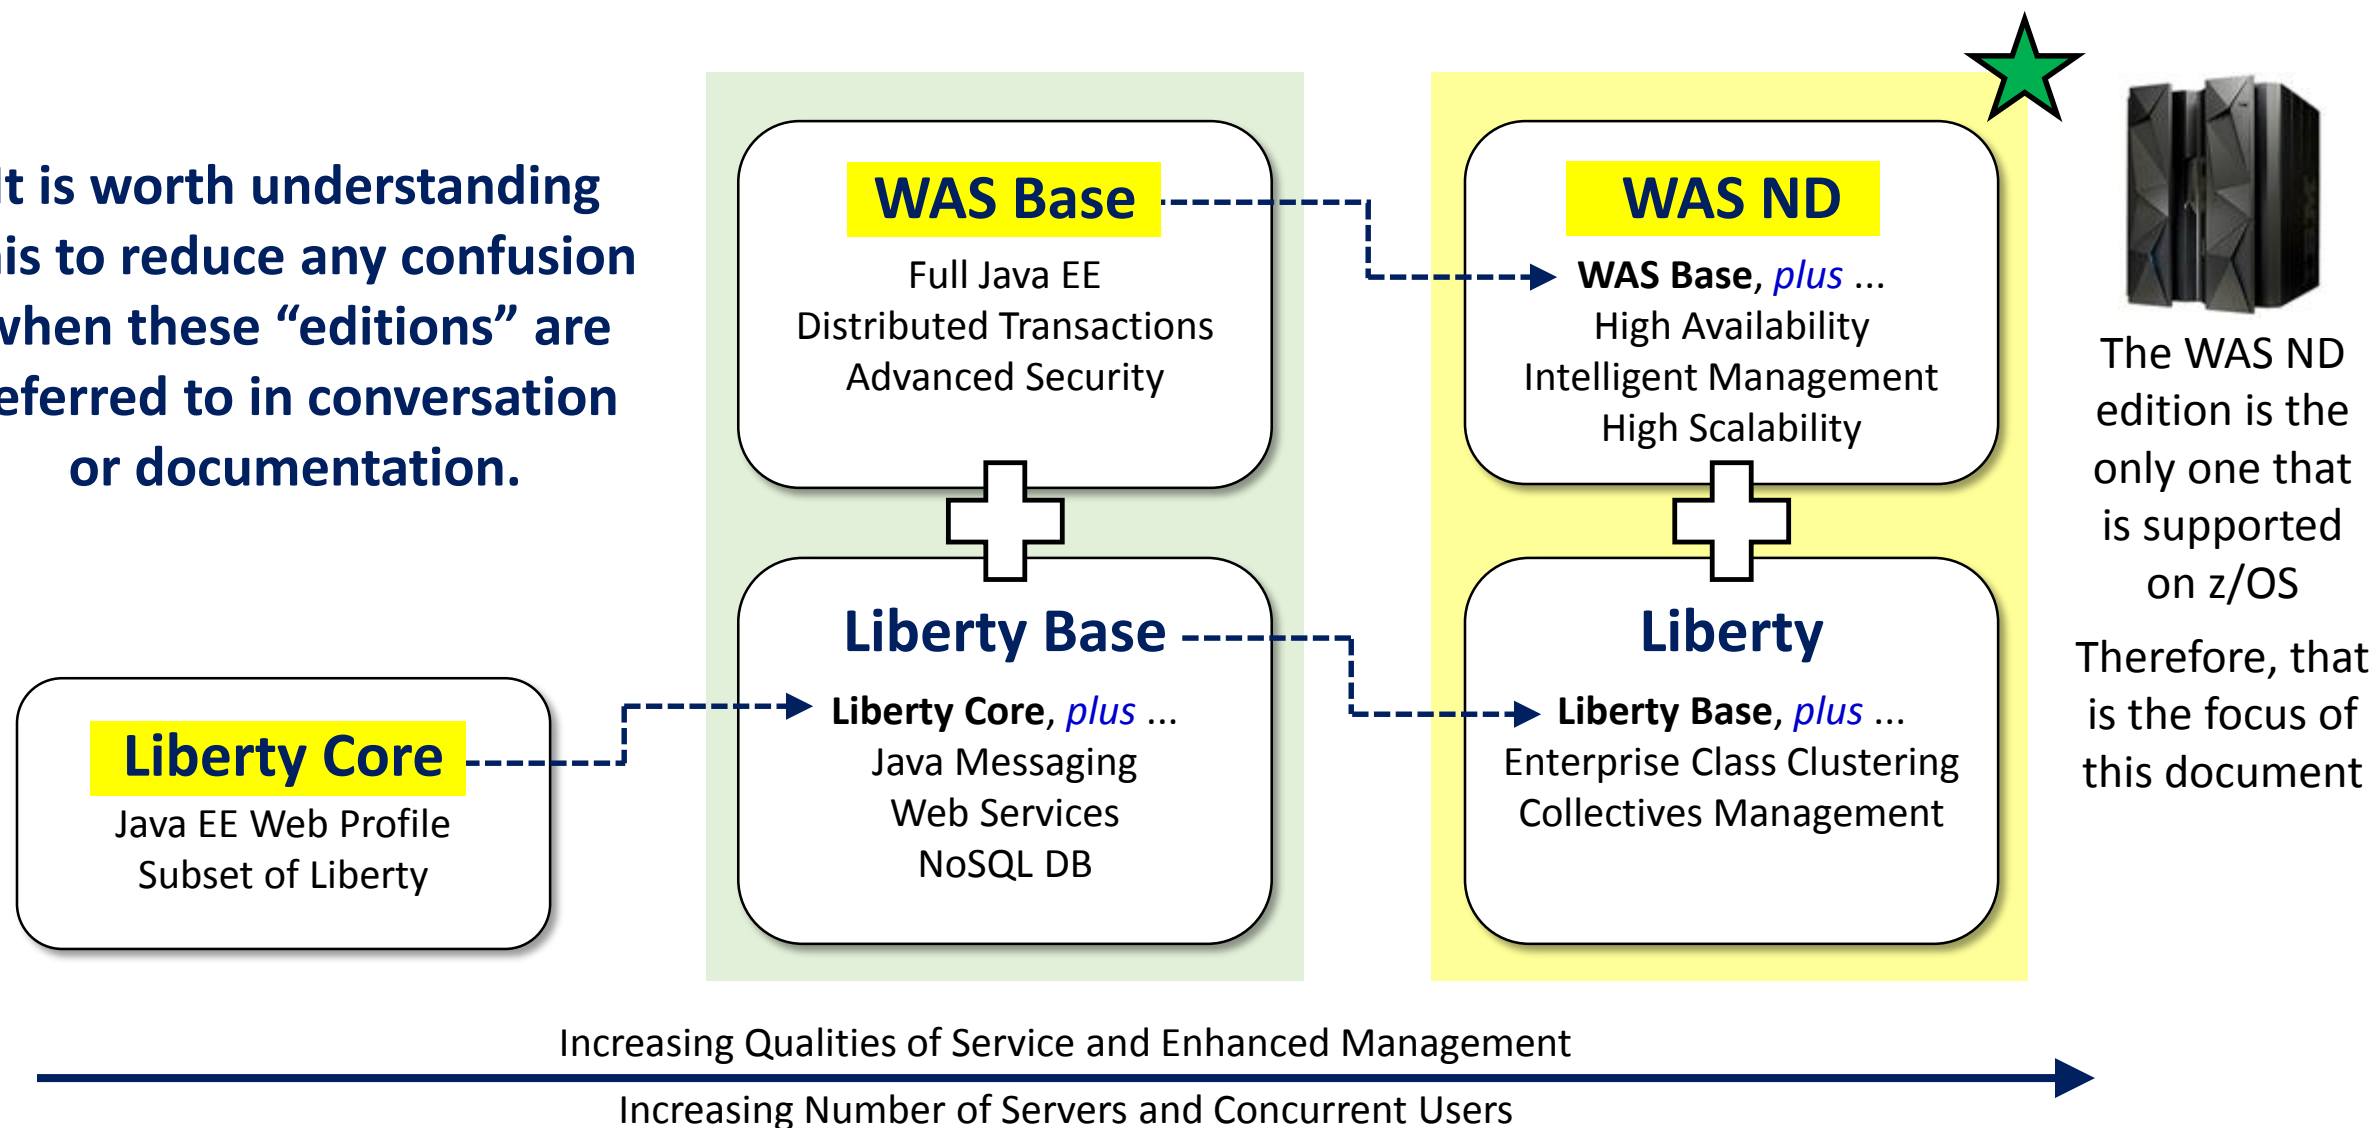 It is worth understanding
is to reduce any confusion
when these “editions” are
eferred to in conversation
or documentation.
WAS Base
Full Java EE
Distributed Transactions
Advanced Security
WAS ND
WAS Base, plus ...
High Availability
Intelligent Management
High Scalability
The WAS ND
edition is the
only one that
is supported
on z/OS
Therefore, that
is the focus of
this document
Liberty Core
Java EE Web Profile
Subset of Liberty
Liberty Base
Liberty Core, plus ...
Java Messaging
Web Services
NoSQL DB
Liberty
Liberty Base, plus ...
Enterprise Class Clustering
Collectives Management
Increasing Qualities of Service and Enhanced Management
Increasing Number of Servers and Concurrent Users